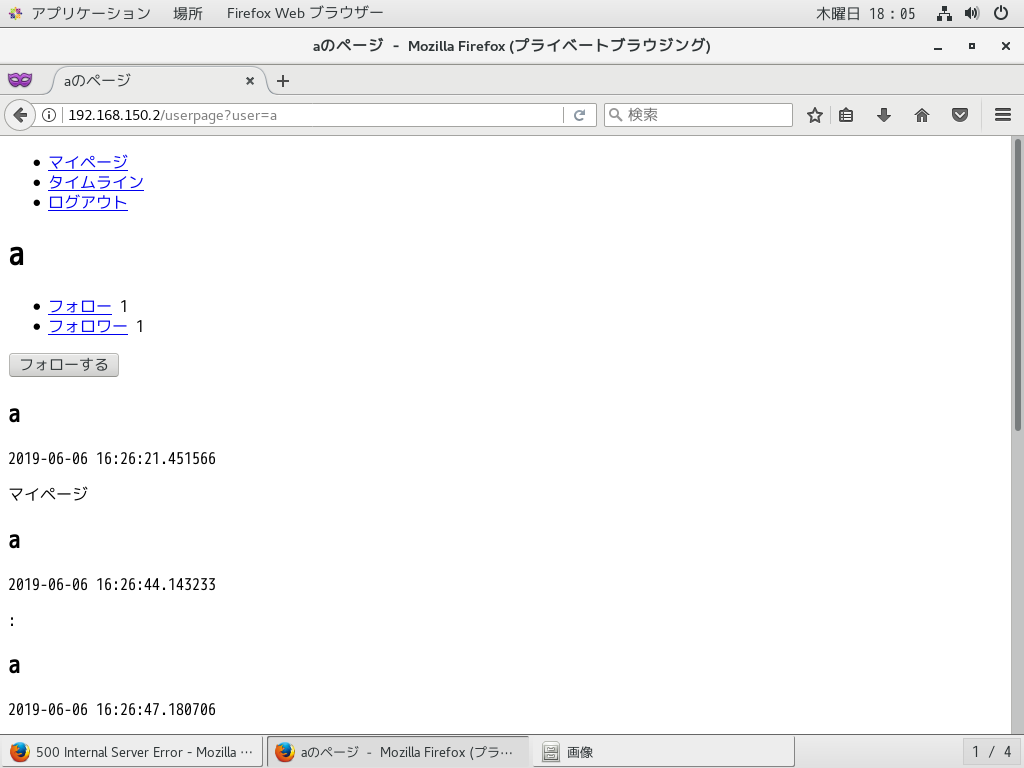 アプリケーション 場所 Firefox Web ブラウザー 木曜日 18：05
aのページ - Mozilla Firefox (プライベートブラウジング)
aのページ
192.168.150.2/userpage?user=a 検索
マイページ
タイムライン
ログアウト
a
フォロー 1
フォロワー 1
フォローする
a
2019-06-06 16:26:21.451566
マイページ
a
2019-06-06 16:26:44.143233
:
a
2019-06-06 16:26:47.180706
500 Internal Server Error - Mozilla … aのページ - Mozilla Firefox (プラ… 画像 1 / 4